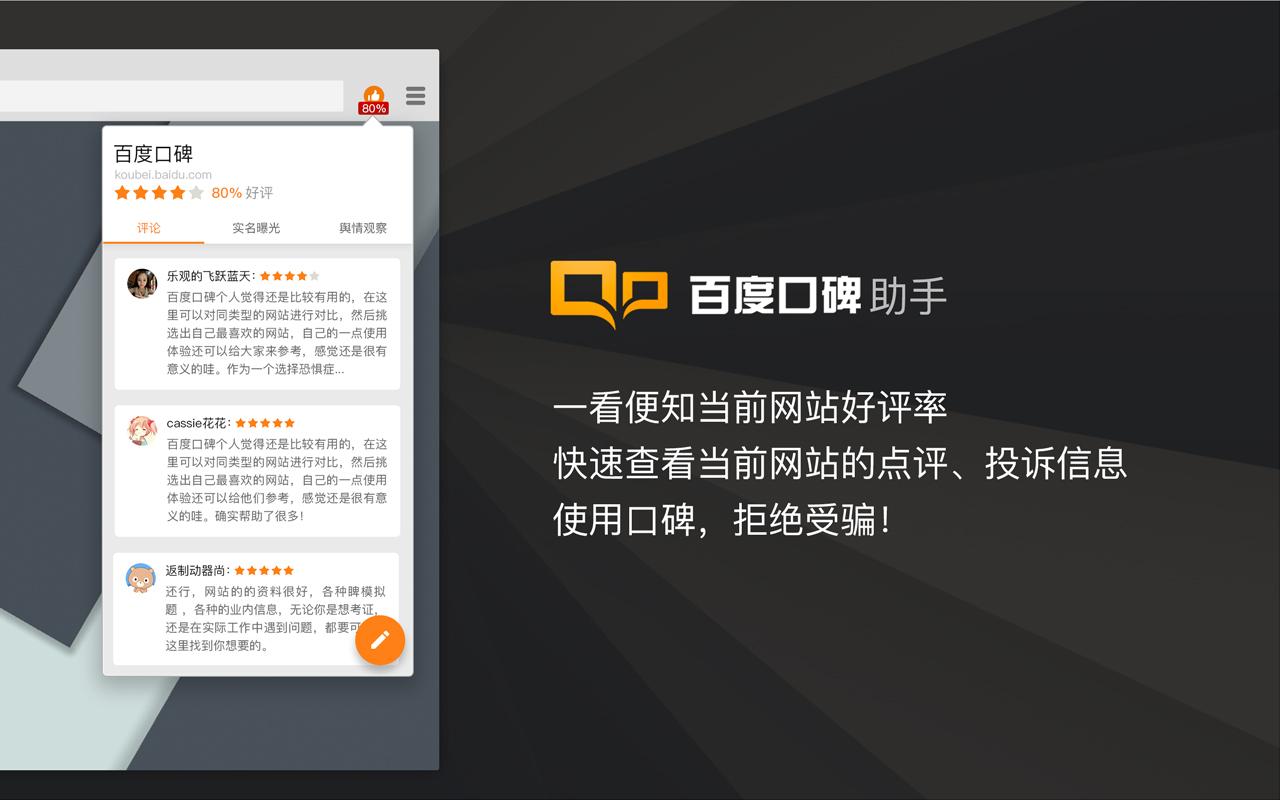 80%
百度口碑
koubei.baidu.com
80% 好评
评论 实名曝光 舆情观察
乐观的飞跃蓝天:
百度口碑个人觉得还是比较有用的，在这
里可以对同类型的网站进行对比，然后挑
选出自己最喜欢的网站，自己的一点使用
体验还可以给大家来参考，感觉还是很有
意义的哇。作为一个选择恐惧症...
cassie花花:
百度口碑个人觉得还是比较有用的，在这
里可以对同类型的网站进行对比，然后挑
选出自己最喜欢的网站，自己的一点使用
体验还可以给他们参考，感觉还是很有意
义的哇。确实帮助了很多！
返制动器尚:
还行，网站的的资料很好，各种睥模拟
题 ，各种的业内信息，无论你是想考证，
还是在实际工作中遇到问题，都要可
这里找到你想要的。
百度口碑助手
一看便知当前网站好评率
快速查看当前网站的点评、投诉信息
使用口碑，拒绝受骗！